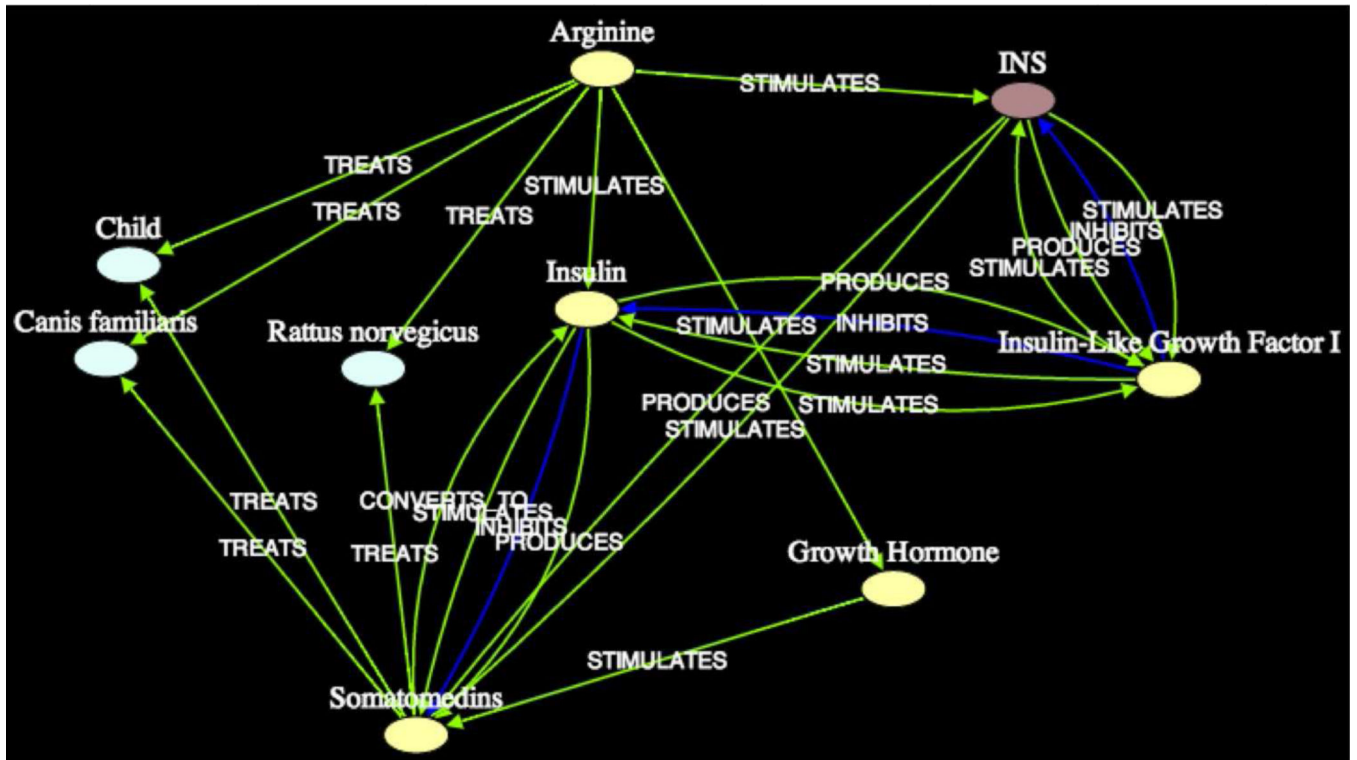 Arginine
INS
STIMULATES
TREATS
STIMULATES
TREATS
TREATS
STIMULATES
Child
INHIBITS
PRODUCES
STIMULATES
Insulin
PRODUCES
Canis familiaris
Rattus norvegicus
STIMULATES
INHIBITS
Insulin-Like Growth Factor I
STIMULATES
PRODUCES
STIMULATES
STIMULATES
TREATS
CONVERTS_TO
STIMULATES
INHIBITS
PRODUCES
TREATS
TREATS
Growth Hormone
STIMULATES
Somatomedins